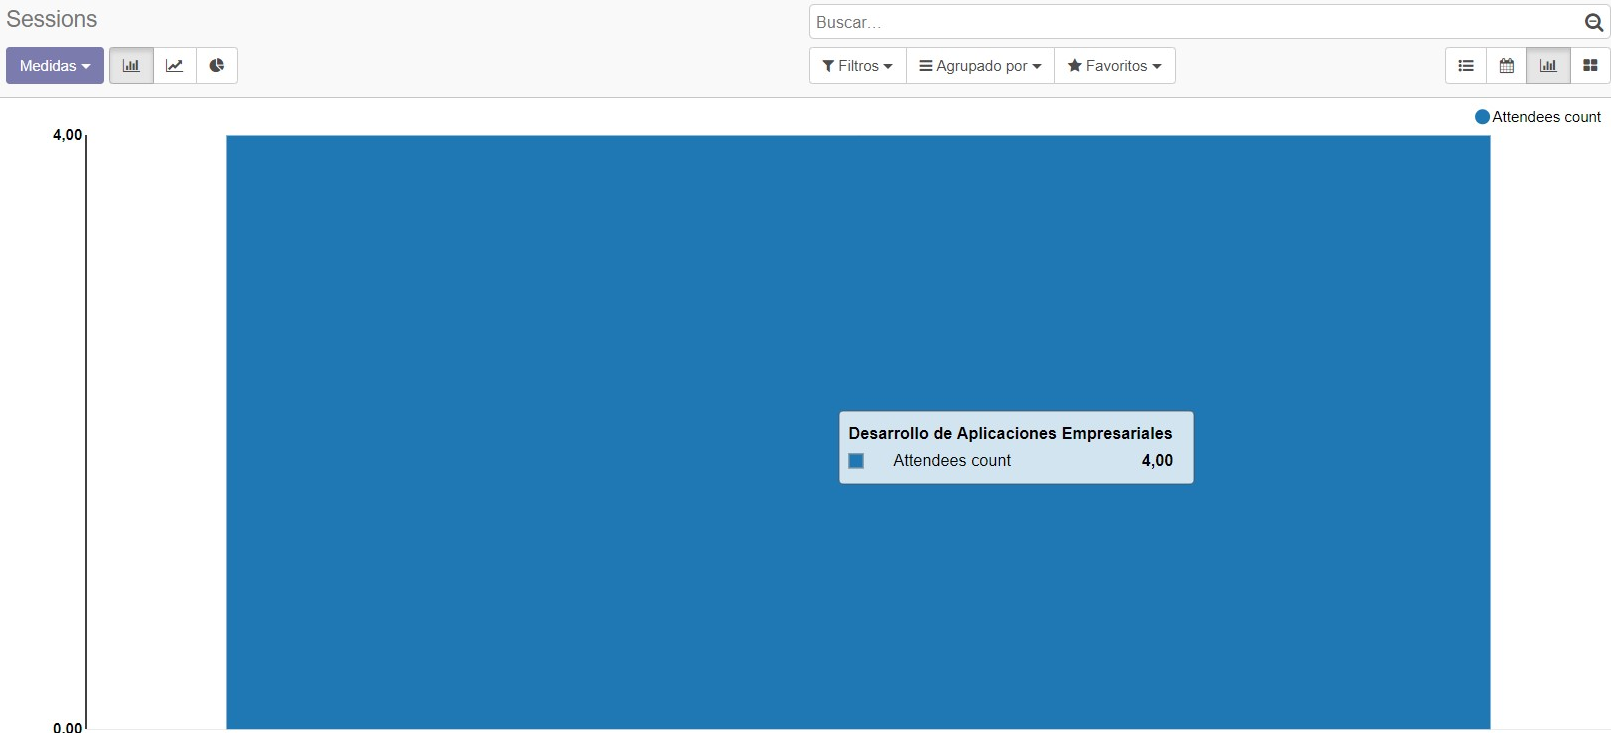 Sessions
Buscar...
Medidas
Filtros
Agrupado por
Favoritos
Attendees count
4,00
Desarrollo de Aplicaciones Empresariales
Attendees count 4,00
0,00